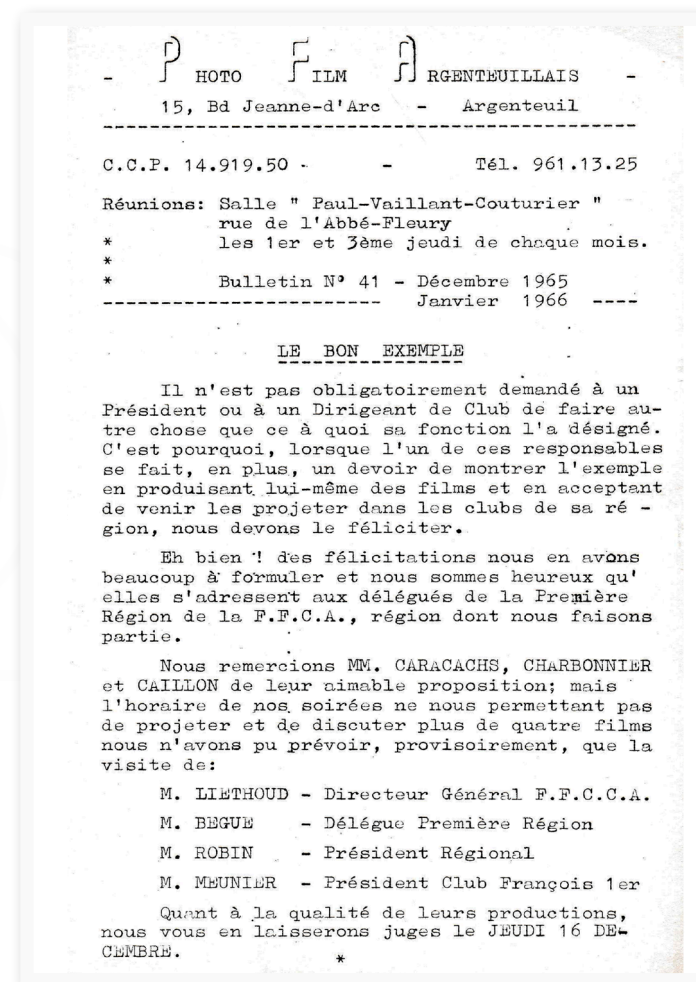 - PHOTO FILM ARGENTEUILLAIS -
15, Bd Jeanne-d'Arc - Argenteuil
C.C.P. 14.919.50 - - Tél. 961.13.25
Réunions: Salle " Paul-Vaillant-Couturier "
rue de l'Abbé-Fleury
* les 1er et 3ème jeudi de chaque mois.
*
* Bulletin N° 41 - Décembre 1965
Janvier 1966 ----
LE BON EXEMPLE
Il n'est pas obligatoirement demandé à un
Président ou à un Dirigeant de Club de faire au-
tre chose que ce à quoi sa fonction l'a désigné.
C'est pourquoi, lorsque l'un de ces responsables
se fait, en plus, un devoir de montrer l'exemple
en produisant lui-même des films et en acceptant
de venir les projeter dans les clubs de sa ré -
gion, nous devons le féliciter.
Eh bien ! des félicitations nous en avons
beaucoup à formuler et nous sommes heureux qu'
elles s'adressent aux délégués de la Première
Région de la F.F.C.A., région dont nous faisons
partie.
Nous remercions MM. CARACACHS, CHARBONNIER
et CAILLON de leur aimable proposition; mais
l'horaire de nos soirées ne nous permettant pas
de projeter et de discuter plus de quatre films
nous n'avons pu prévoir, provisoirement, que la
visite de:
M. LIETHOUD - Directeur Général F.F.C.C.A.
M. BEGUE - Délégue Première Région
M. ROBIN - Président Régional
M. MEUNIER - Président Club François 1er
Quant à la qualité de leurs productions,
nous vous en laisserons juges le JEUDI 16 DE-
CEMBRE.
*